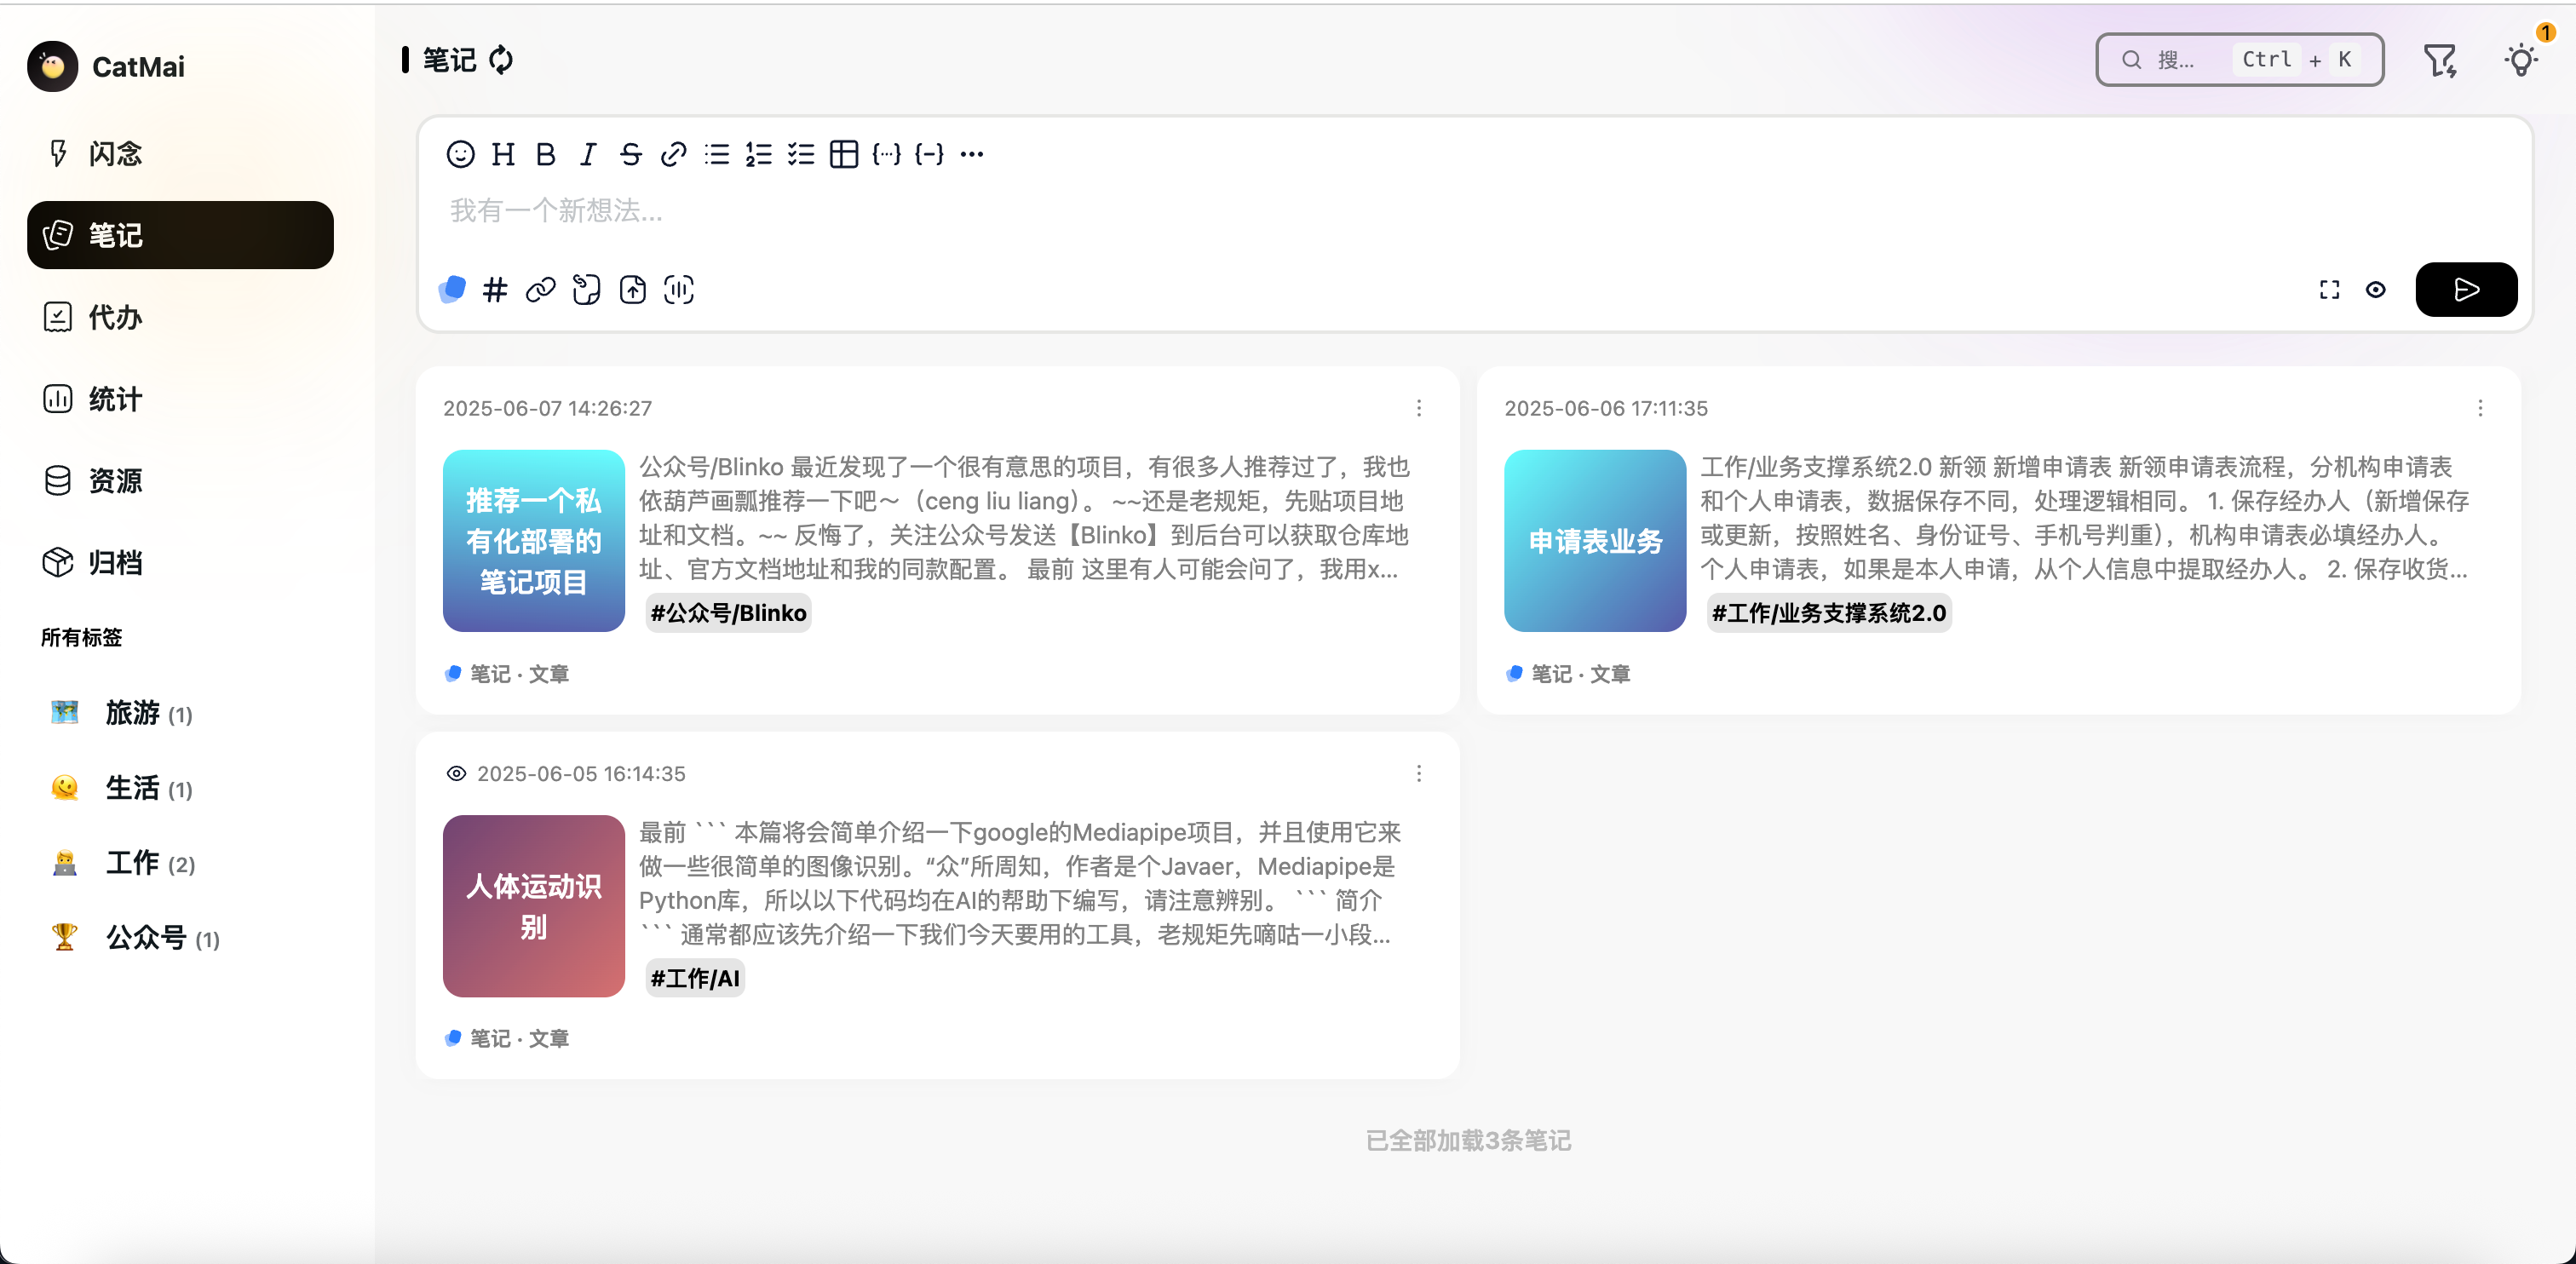 CatMai
闪念
笔记
代办
统计
资源
归档
所有标签
旅游 (1)
生活 (1)
工作 (2)
公众号 (1)
笔记
搜... Ctrl + K
1
H B I S
我有一个新想法...
2025-06-07 14:26:27
推荐一个私
有化部署的
笔记项目
公众号/Blinko 最近发现了一个很有意思的项目，有很多人推荐过了，我也
依葫芦画瓢推荐一下吧～（ceng liu liang）。 ~~还是老规矩，先贴项目地
址和文档。~~ 反悔了，关注公众号发送【Blinko】到后台可以获取仓库地
址、官方文档地址和我的同款配置。 最前 这里有人可能会问了，我用x...
#公众号/Blinko
笔记 · 文章
2025-06-06 17:11:35
申请表业务
工作/业务支撑系统2.0 新领 新增申请表 新领申请表流程，分机构申请表
和个人申请表，数据保存不同，处理逻辑相同。 1. 保存经办人（新增保存
或更新，按照姓名、身份证号、手机号判重），机构申请表必填经办人。
个人申请表，如果是本人申请，从个人信息中提取经办人。 2. 保存收货...
#工作/业务支撑系统2.0
笔记 · 文章
2025-06-05 16:14:35
人体运动识
别
最前 ``` 本篇将会简单介绍一下google的Mediapipe项目，并且使用它来
做一些很简单的图像识别。“众”所周知，作者是个Javaer，Mediapipe是
Python库，所以以下代码均在AI的帮助下编写，请注意辨别。 ``` 简介
``` 通常都应该先介绍一下我们今天要用的工具，老规矩先嘀咕一小段...
#工作/AI
笔记 · 文章
已全部加载3条笔记